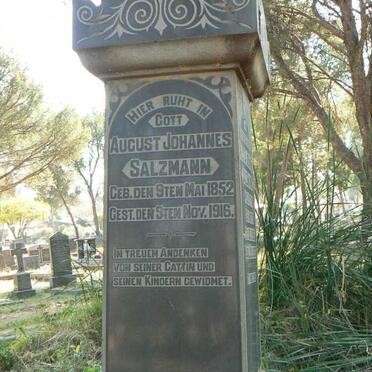 HIER RUHT IN
GOTT
AUGUST JOHANNES
SALZMANN
GEB. DEN 9TEN MAI 1852
GEST. DEN 5TEN NOV. 1916.
IN TREUEM ANDENKEN
VON SEINER GATTIN UND
SEINEN KINDERN GEWIDMET.